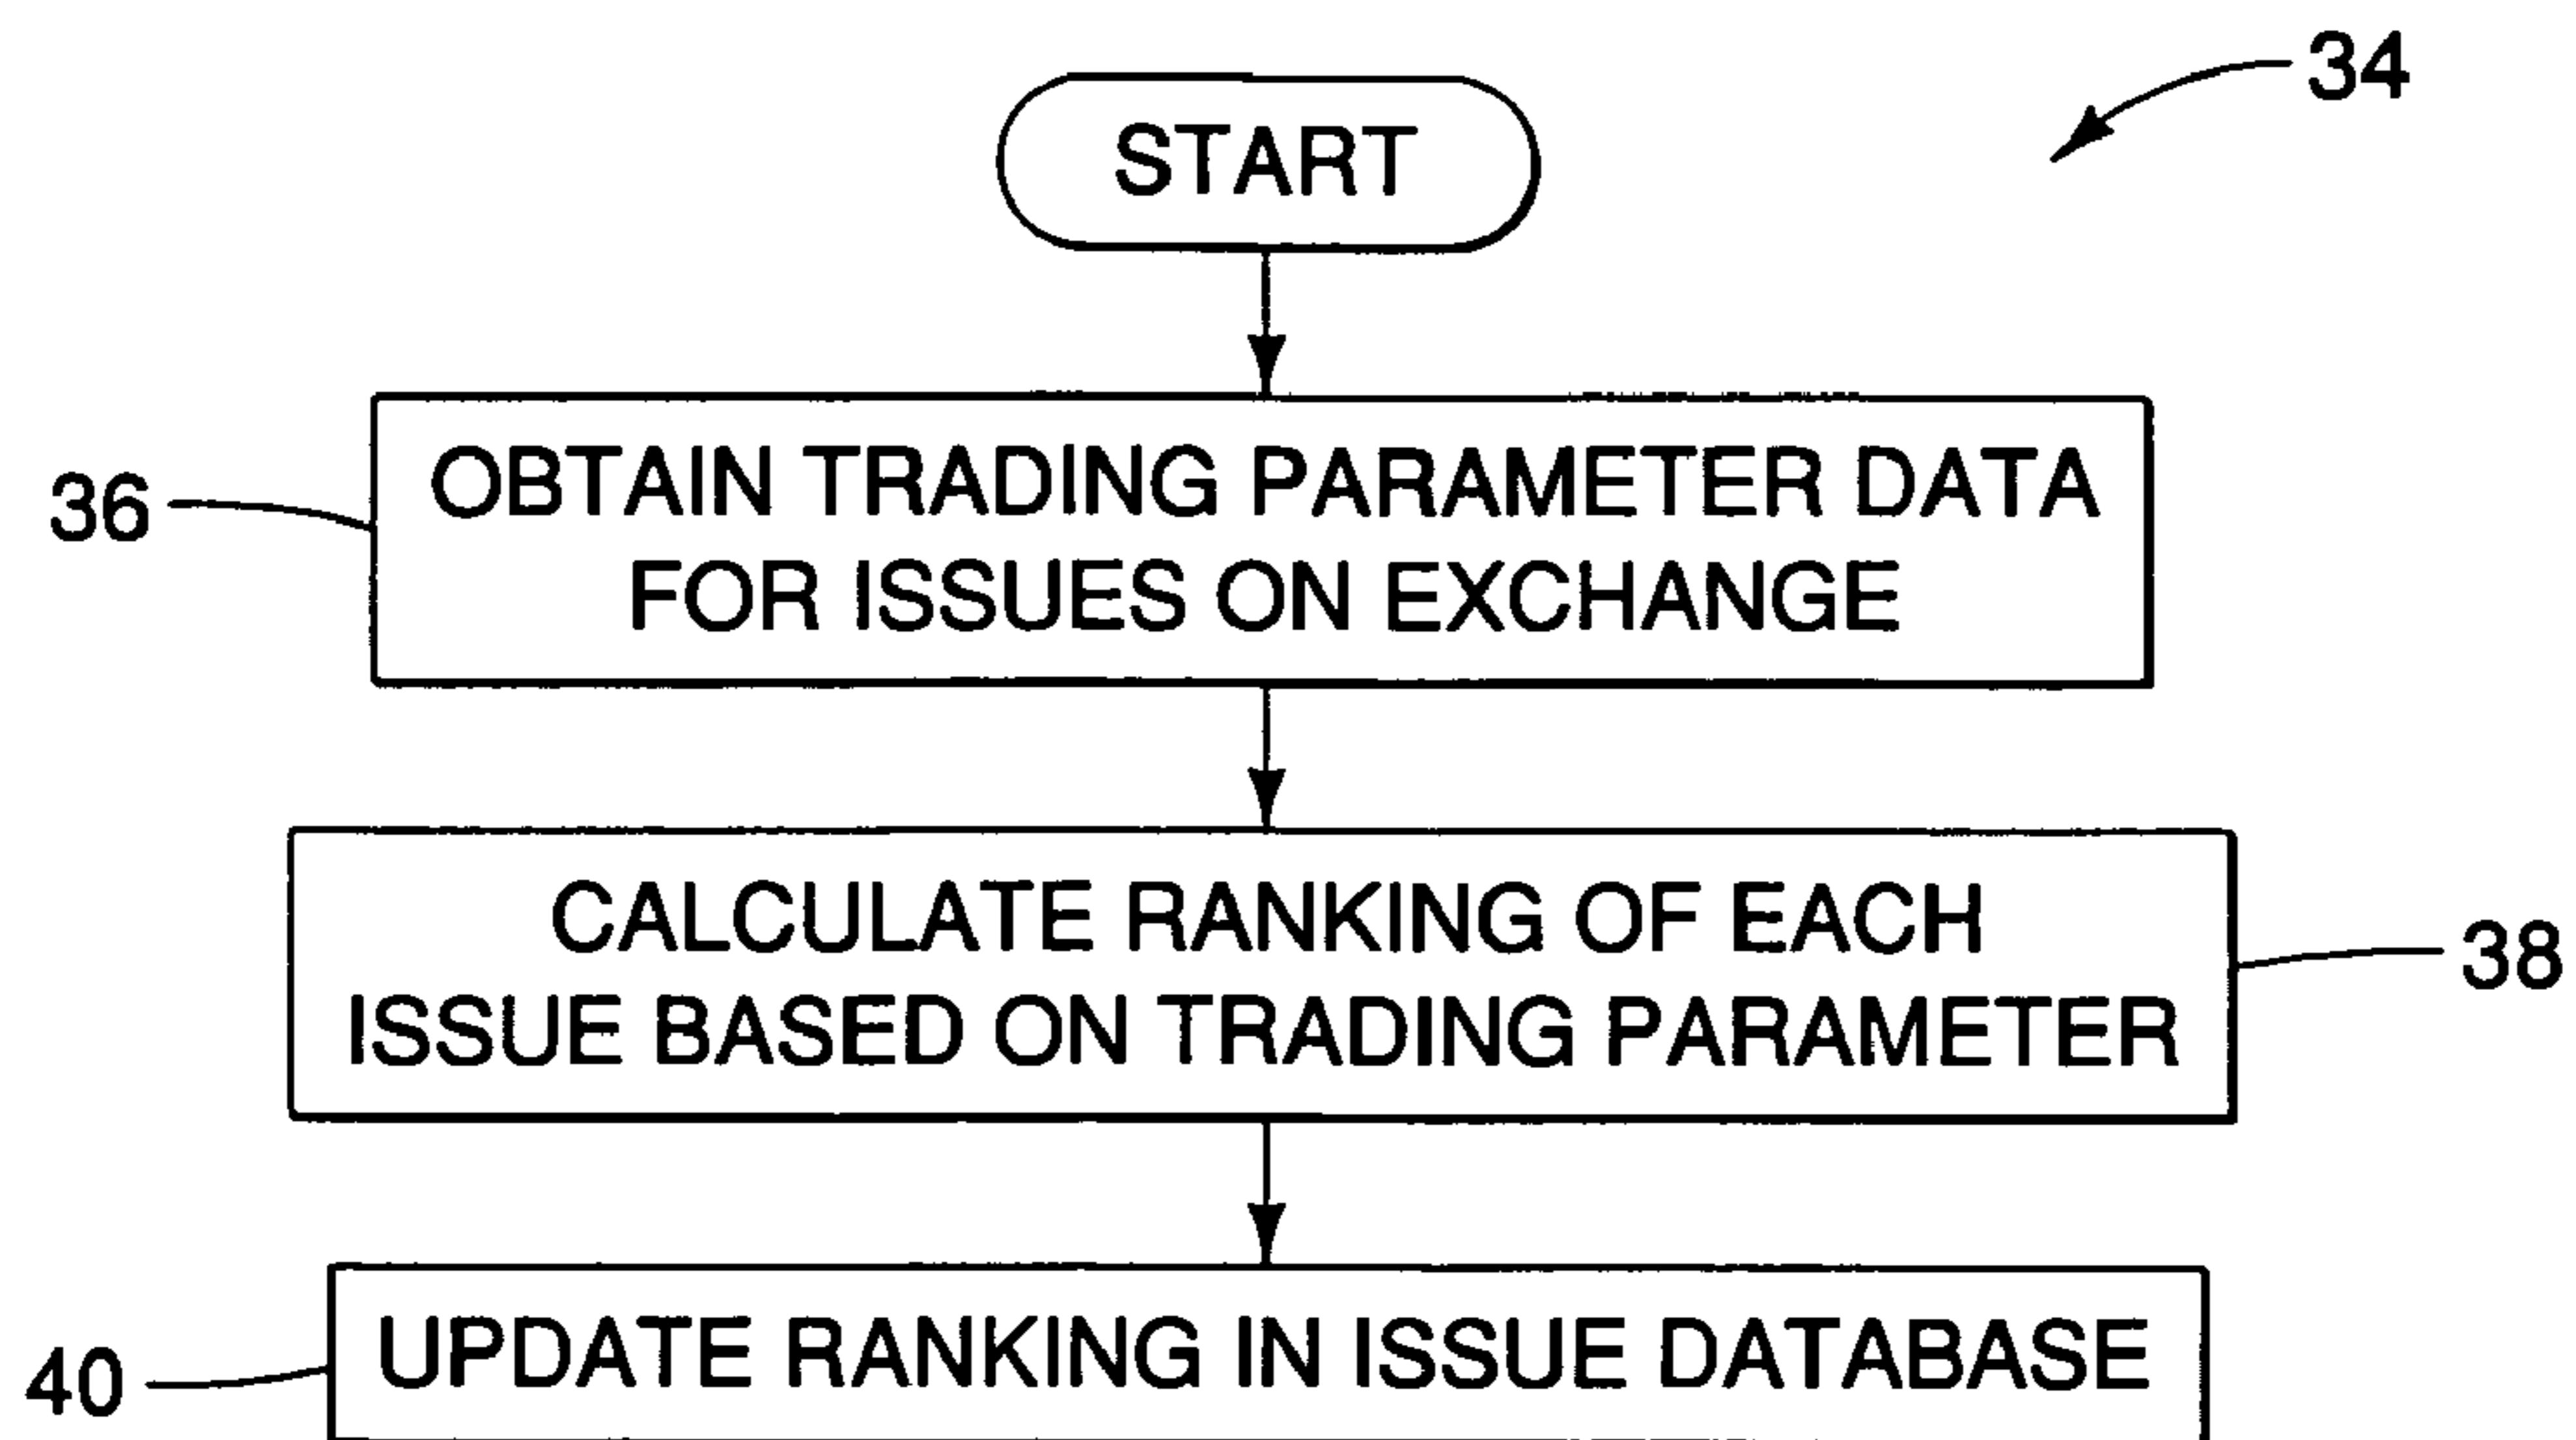 34
START
36
OBTAIN TRADING PARAMETER DATA
FOR ISSUES ON EXCHANGE
CALCULATE RANKING OF EACH
ISSUE BASED ON TRADING PARAMETER
38
UPDATE RANKING IN ISSUE DATABASE
40